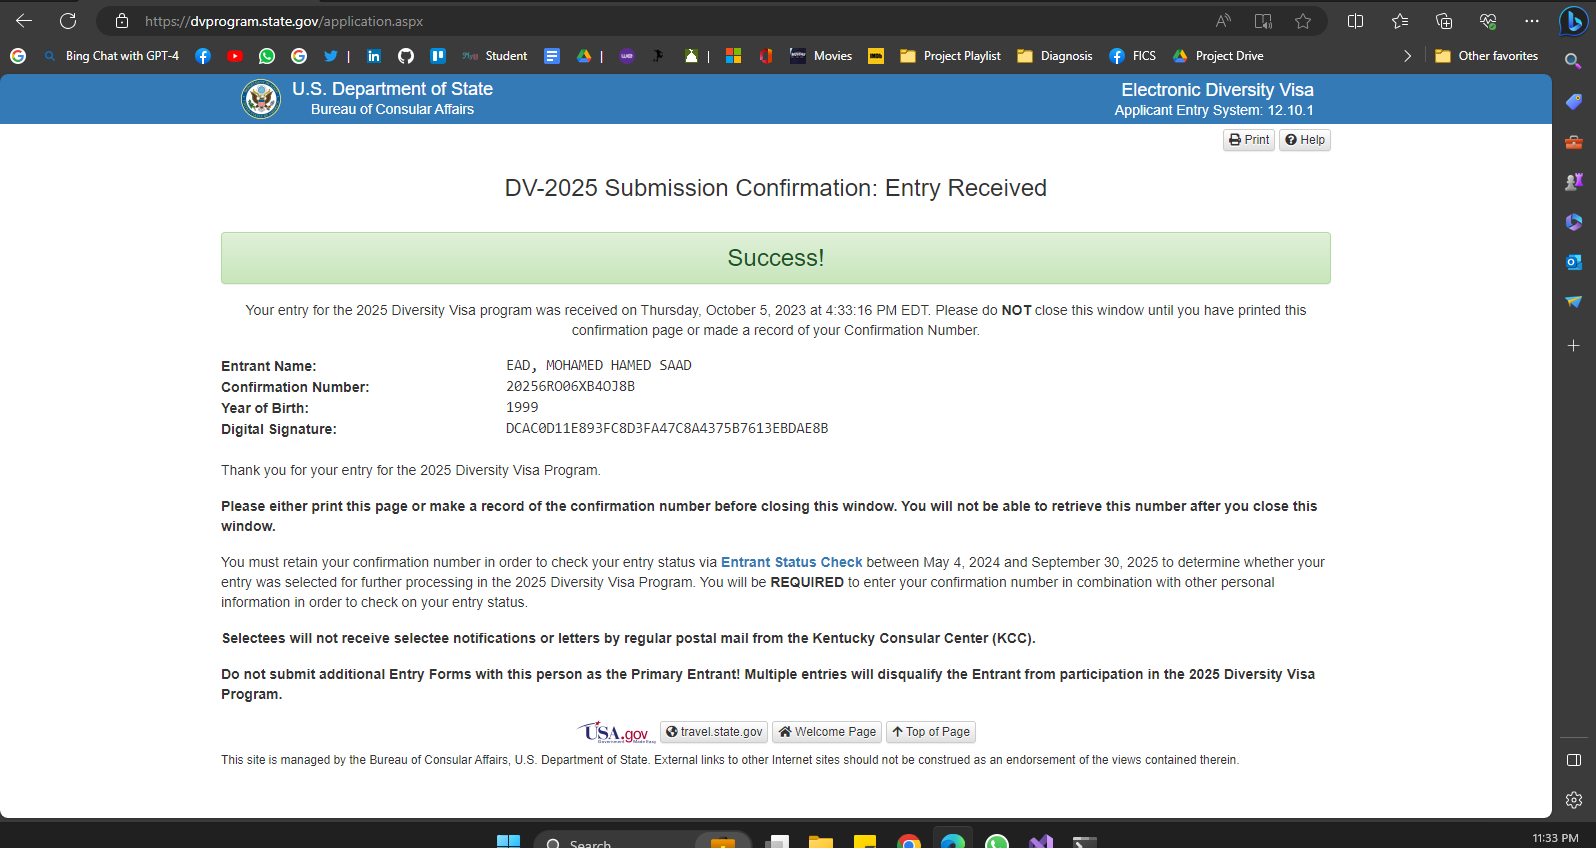 https://dvprogram.state.gov/application.aspx
Bing Chat with GPT-4 | Student | | Movies Project Playlist Diagnosis FICS Project Drive Other favorites
U.S. Department of State
Bureau of Consular Affairs
Electronic Diversity Visa
Applicant Entry System: 12.10.1
Print Help
DV-2025 Submission Confirmation: Entry Received
Success!
Your entry for the 2025 Diversity Visa program was received on Thursday, October 5, 2023 at 4:33:16 PM EDT. Please do NOT close this window until you have printed this
confirmation page or made a record of your Confirmation Number.
Entrant Name: EAD, MOHAMED HAMED SAAD
Confirmation Number: 20256RO06XB4OJ8B
Year of Birth: 1999
Digital Signature: DCAC0D11E893FC8D3FA47C8A4375B7613EBDAE8B
Thank you for your entry for the 2025 Diversity Visa Program.
Please either print this page or make a record of the confirmation number before closing this window. You will not be able to retrieve this number after you close this
window.
You must retain your confirmation number in order to check your entry status via Entrant Status Check between May 4, 2024 and September 30, 2025 to determine whether your
entry was selected for further processing in the 2025 Diversity Visa Program. You will be REQUIRED to enter your confirmation number in combination with other personal
information in order to check on your entry status.
Selectees will not receive selectee notifications or letters by regular postal mail from the Kentucky Consular Center (KCC).
Do not submit additional Entry Forms with this person as the Primary Entrant! Multiple entries will disqualify the Entrant from participation in the 2025 Diversity Visa
Program.
USA.gov travel.state.gov Welcome Page Top of Page
This site is managed by the Bureau of Consular Affairs, U.S. Department of State. External links to other Internet sites should not be construed as an endorsement of the views contained therein.
Search
11:33 PM